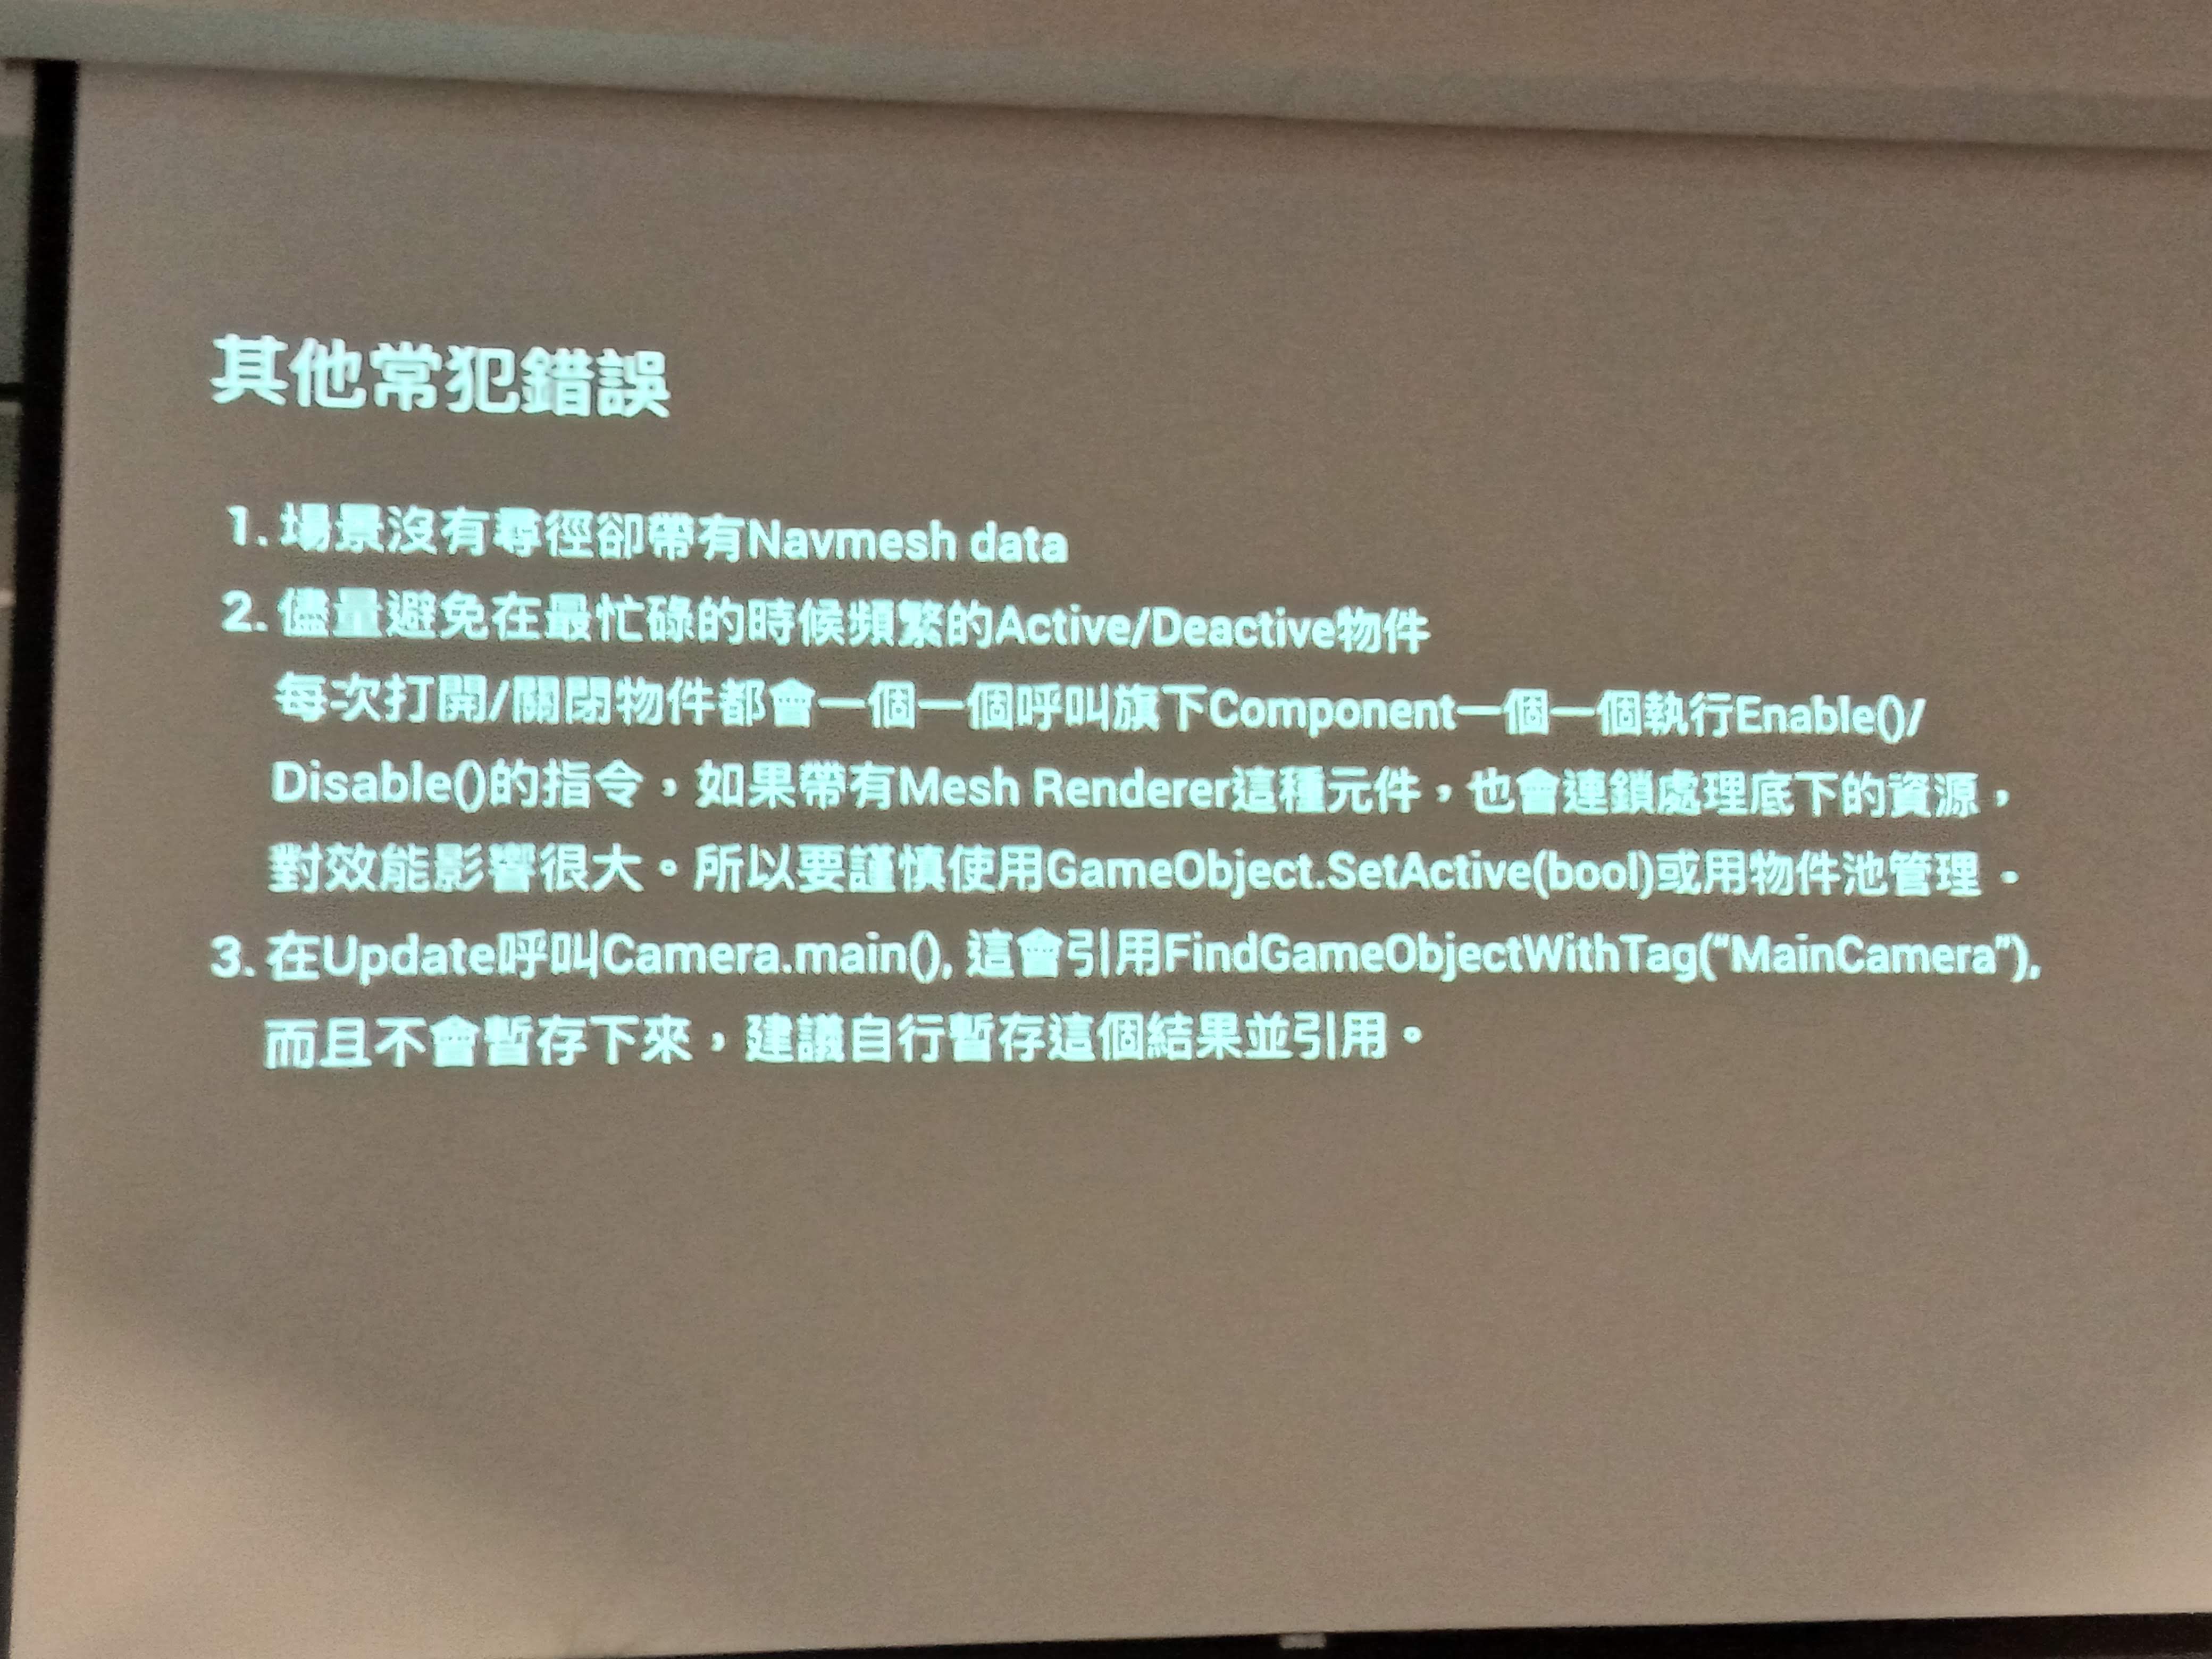 其他常犯錯誤
1. 場景沒有尋徑卻帶有Navmesh data
2. 儘量避免在最忙碌的時候頻繁的Active/Deactive物件
每次打開/關閉物件都會一個一個呼叫旗下Component一個一個執行Enable()/
Disable()的指令，如果帶有Mesh Renderer這種元件，也會連鎖處理底下的資源，
對效能影響很大。所以要謹慎使用GameObject.SetActive(bool)或用物件池管理．
3. 在Update呼叫Camera.main(), 這會引用FindGameObjectWithTag(“MainCamera”),
而且不會暫存下來，建議自行暫存這個結果並引用。